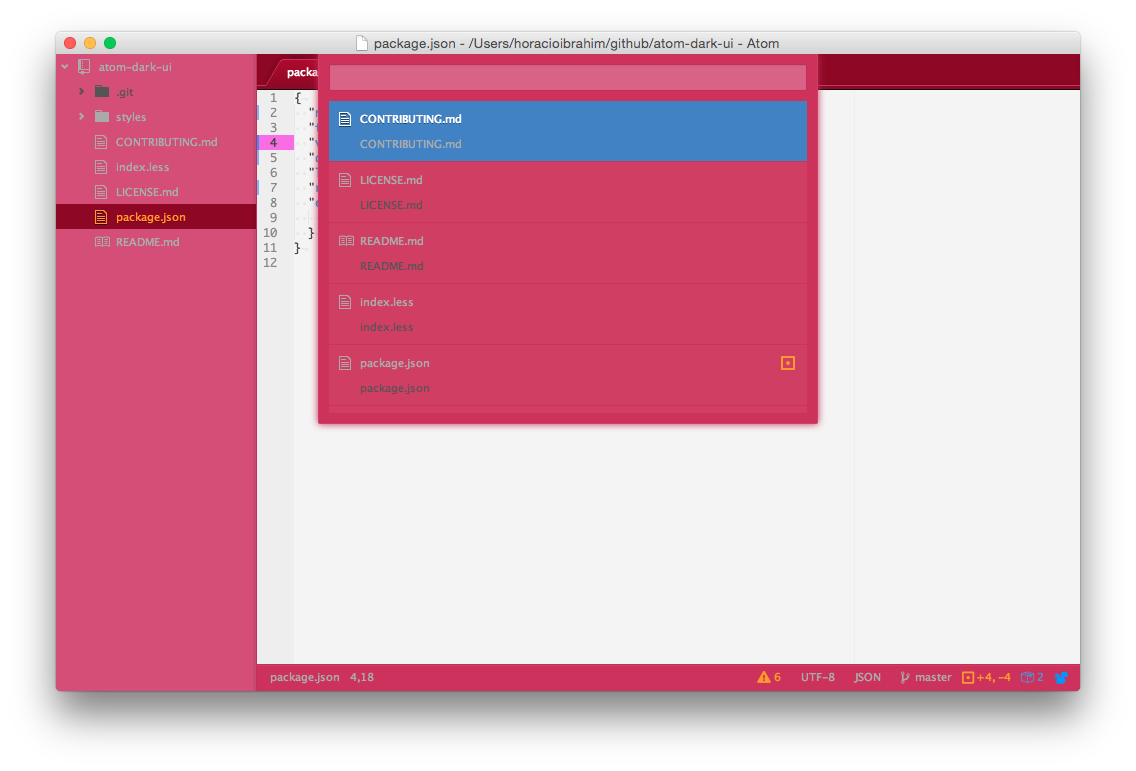 package.json - /Users/horacioibrahim/github/atom-dark-ui - Atom
atom-dark-ui
.git
styles
CONTRIBUTING.md
index.less
LICENSE.md
package.json
README.md
1 {
2 "
3 "
4 "
5 "
6 "
7 "
8 "
9
10 }
11 }
12
CONTRIBUTING.md
CONTRIBUTING.md
LICENSE.md
LICENSE.md
README.md
README.md
index.less
index.less
package.json
package.json
package.json 4,18 6 UTF-8 JSON master +4, -4 2